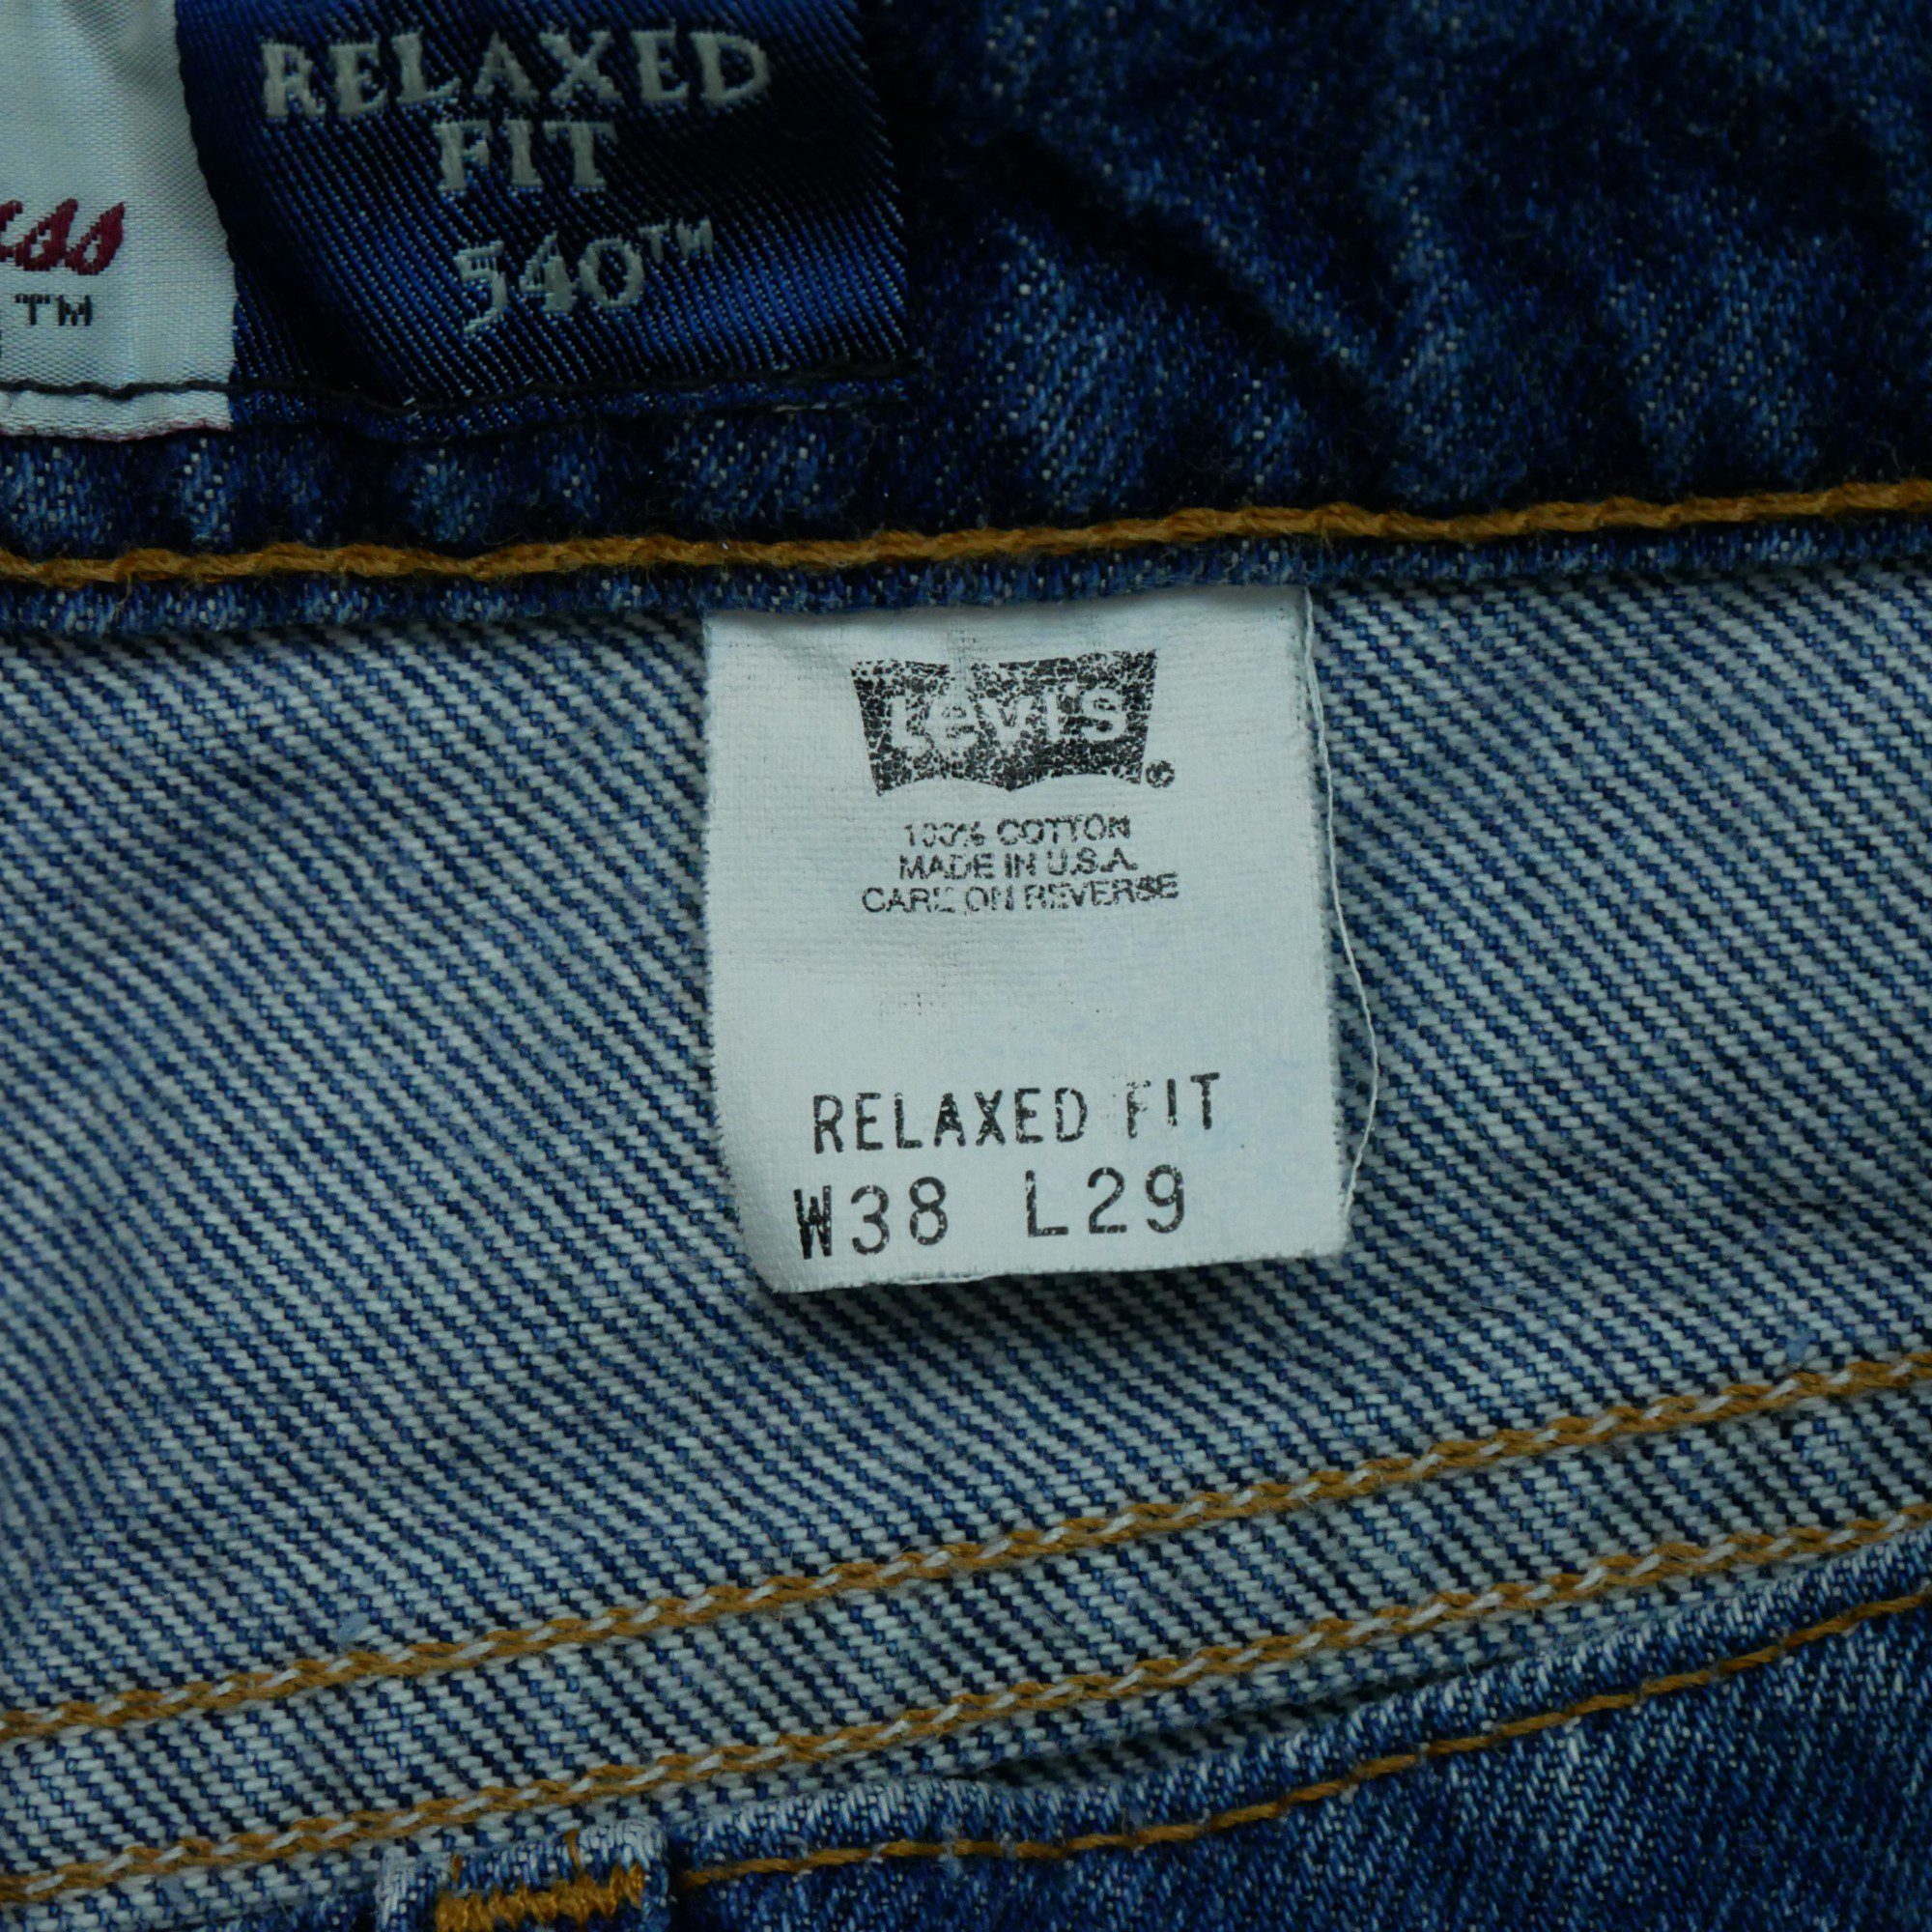 RELAXED
FIT
540™
TM
Levi's
100% COTTON
MADE IN U.S.A.
CARE ON REVERSE
RELAXED FIT
W38 L29